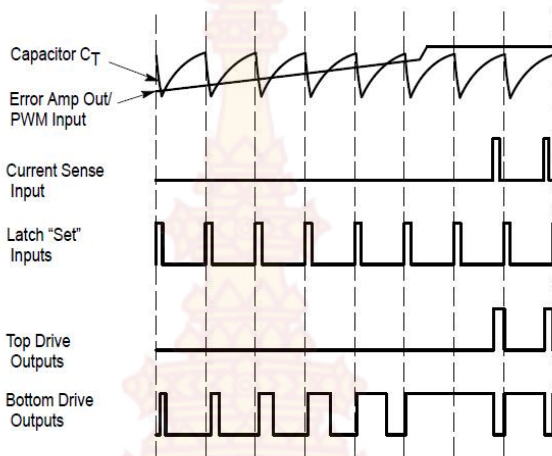 Capacitor CT
Error Amp Out/
PWM Input
Current Sense
Input
Latch “Set”
Inputs
Top Drive
Outputs
Bottom Drive
Outputs